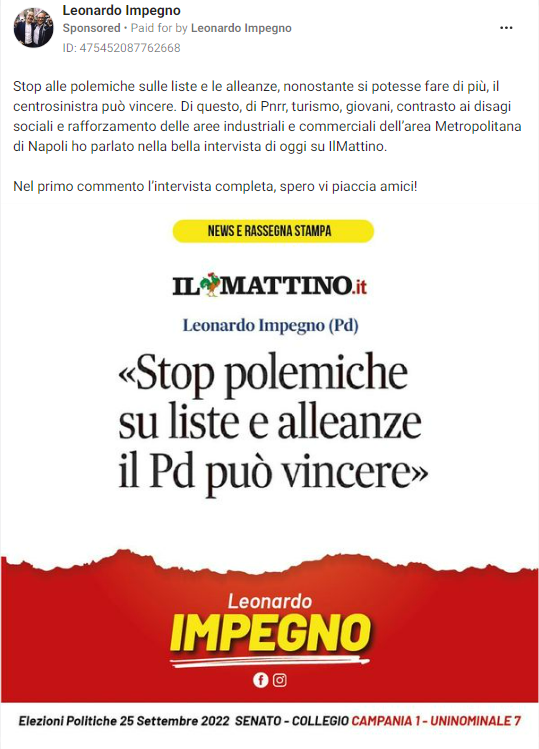 Leonardo Impegno
Sponsored • Paid for by Leonardo Impegno
ID: 475452087762668
Stop alle polemiche sulle liste e le alleanze, nonostante si potesse fare di più, il
centrosinistra può vincere. Di questo, di Pnrr, turismo, giovani, contrasto ai disagi
sociali e rafforzamento delle aree industriali e commerciali dell'area Metropolitana
di Napoli ho parlato nella bella intervista di oggi su IlMattino.
Nel primo commento l'intervista completa, spero vi piaccia amici!
NEWS E RASSEGNA STAMPA
IL MATTINO.it
Leonardo Impegno (Pd)
«Stop polemiche
su liste e alleanze
il Pd può vincere»
Leonardo
IMPEGNO
Elezioni Politiche 25 Settembre 2022 SENATO - COLLEGIO CAMPANIA 1 - UNINOMINALE 7